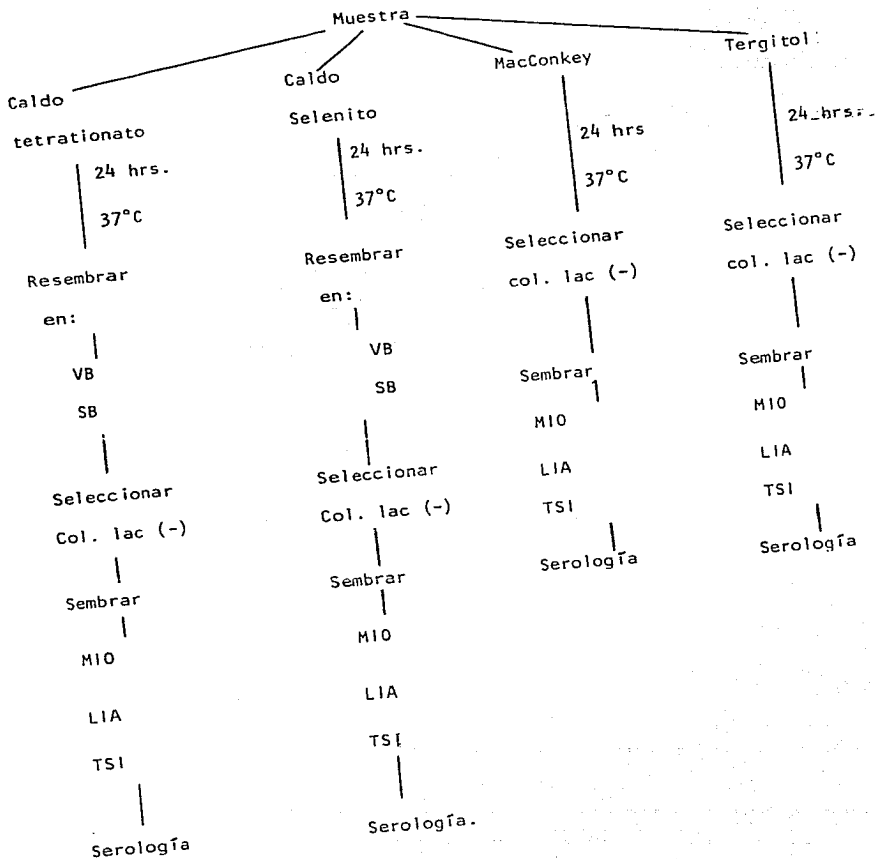 Muestra
Caldo
tetrationato
24 hrs.
37°C
Resembrar
en:
VB
SB
Seleccionar
Col. lac (-)
Sembrar
MIO
LIA
TSI
Serología
Caldo
Selenito
24 hrs.
37°C
Resembrar
en:
VB
SB
Seleccionar
Col. lac (-)
Sembrar
MIO
LIA
TSI
Serología.
MacConkey
24 hrs
37°C
Seleccionar
col. lac (-)
Sembrar
MIO
LIA
TSI
Serología
Tergitol
24 hrs.
37°C
Seleccionar
col. lac (-)
Sembrar
MIO
LIA
TSI
Serología